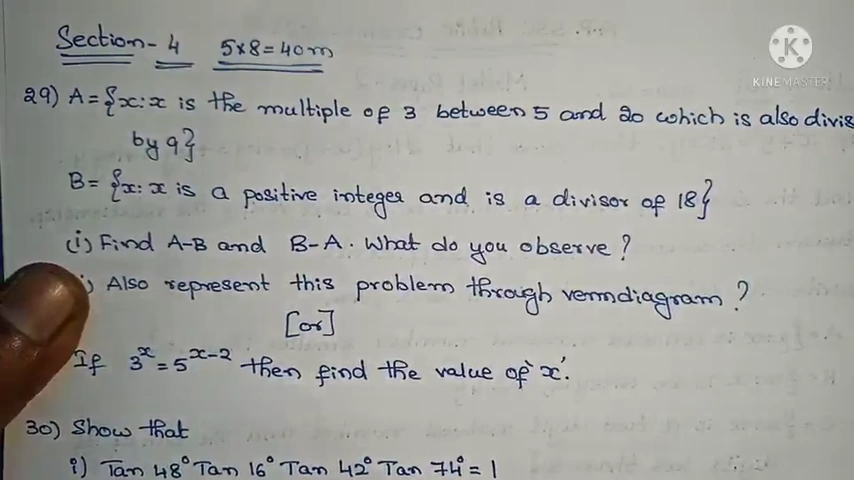 Section-4 5×8=40m
K
KINEMASTER
29) A={x:x is the multiple of 3 between 5 and 20 which is also divis
by 9}
B= {x: x is a positive integer and is a divisor of 18}
(i) Find A-B and B-A. What do you observe?
) Also represent this problem through venndiagram?
[or]
If 3^x = 5^x-2 then find the value of 'x'.
30) Show that
i) Tan 48° Tan 16° Tan 42° Tan 74° = 1